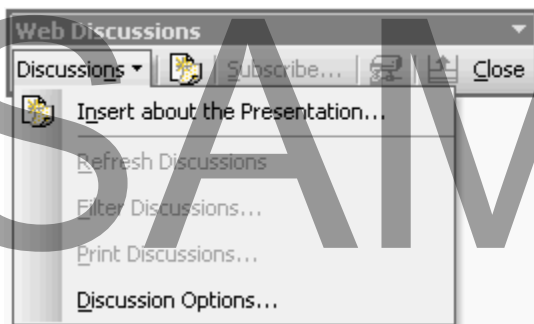 Web Discussions
Discussions Subscribe... Close
Insert about the Presentation...
Refresh Discussions
Filter Discussions...
Print Discussions...
Discussion Options...
SAM